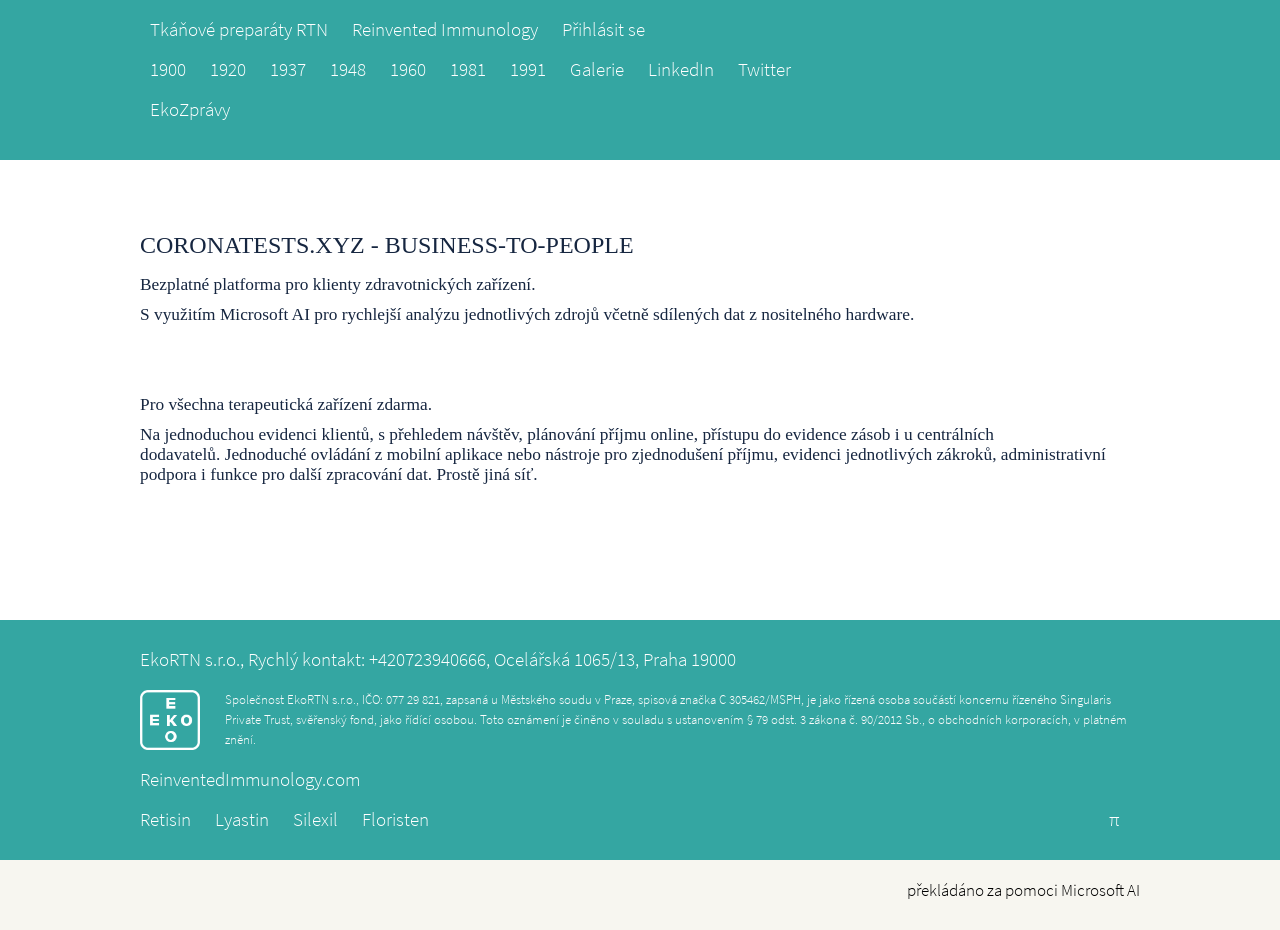 Tkáňové preparáty RTN Reinvented Immunology Přihlásit se
1900 1920 1937 1948 1960 1981 1991 Galerie LinkedIn Twitter
EkoZprávy
CORONATESTS.XYZ - BUSINESS-TO-PEOPLE
Bezplatné platforma pro klienty zdravotnických zařízení.
S využitím Microsoft AI pro rychlejší analýzu jednotlivých zdrojů včetně sdílených dat z nositelného hardware.
Pro všechna terapeutická zařízení zdarma.
Na jednoduchou evidenci klientů, s přehledem návštěv, plánování příjmu online, přístupu do evidence zásob i u centrálních
dodavatelů. Jednoduché ovládání z mobilní aplikace nebo nástroje pro zjednodušení příjmu, evidenci jednotlivých zákroků, administrativní
podpora i funkce pro další zpracování dat. Prostě jiná síť.
EkoRTN s.r.o., Rychlý kontakt: +420723940666, Ocelářská 1065/13, Praha 19000
E
EKO
O
Společnost EkoRTN s.r.o., IČO: 077 29 821, zapsaná u Městského soudu v Praze, spisová značka C 305462/MSPH, je jako řízená osoba součástí koncernu řízeného Singularis
Private Trust, svěřenský fond, jako řídící osobou. Toto oznámení je činěno v souladu s ustanovením § 79 odst. 3 zákona č. 90/2012 Sb., o obchodních korporacích, v platném
znění.
ReinventedImmunology.com
Retisin Lyastin Silexil Floristen π
překládáno za pomoci Microsoft AI